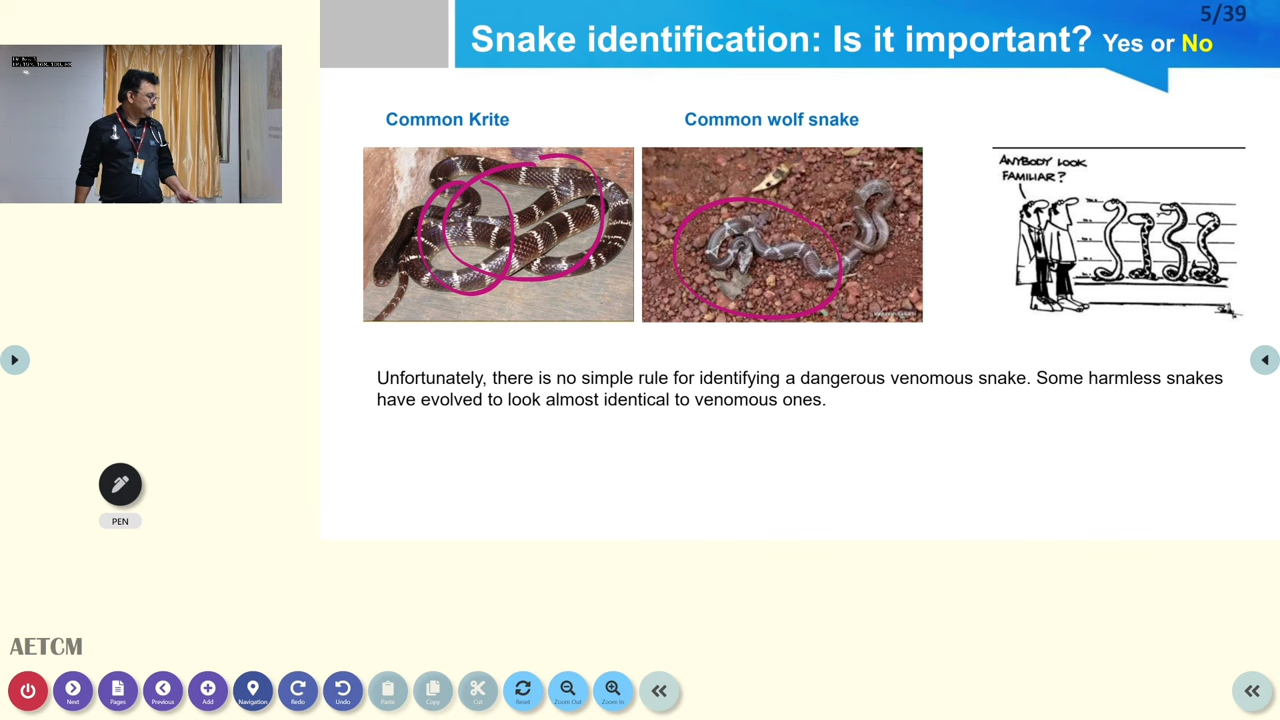 5/39
Snake identification: Is it important? Yes or No
Common Krite
Common wolf snake
ANYBODY LOOK
FAMILIAR?
Unfortunately, there is no simple rule for identifying a dangerous venomous snake. Some harmless snakes
have evolved to look almost identical to venomous ones.
PEN
AETCM
Next
Pages
Previous
Add
Navigation
Redo
Undo
Paste
Copy
Cut
Reset
Zoom Out
Zoom In